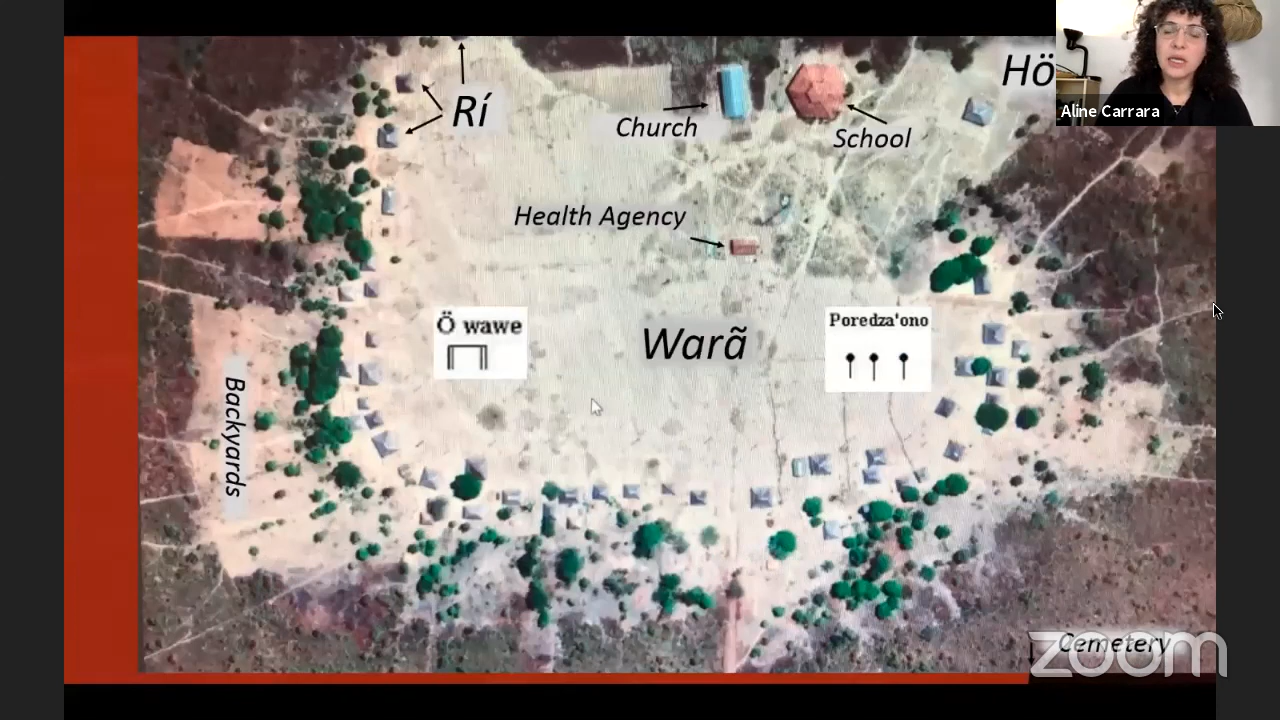 Hö
Aline Carrara
Rí
Church
School
Health Agency
Ö wawe
Warã
Poredza'ono
Backyards
Cemetery
zoom